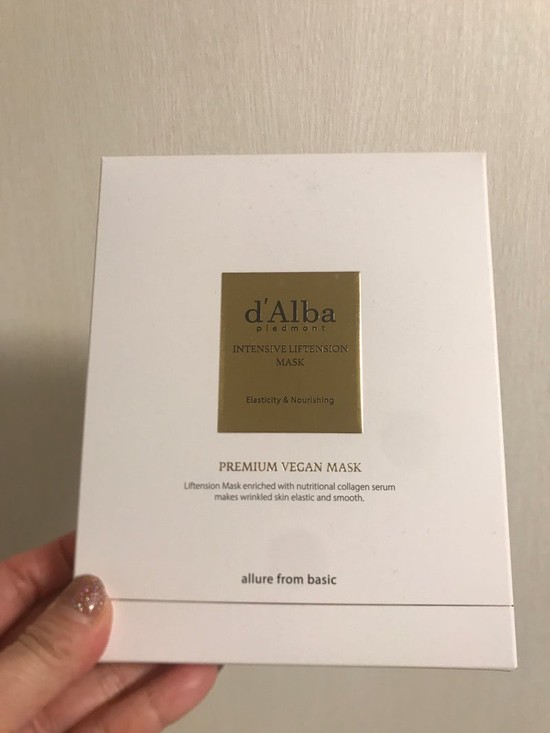 d'Alba
piedmont
INTENSIVE LIFTENSION
MASK
Elasticity & Nourishing
PREMIUM VEGAN MASK
Liftension Mask enriched with nutritional collagen serum
makes wrinkled skin elastic and smooth.
allure from basic